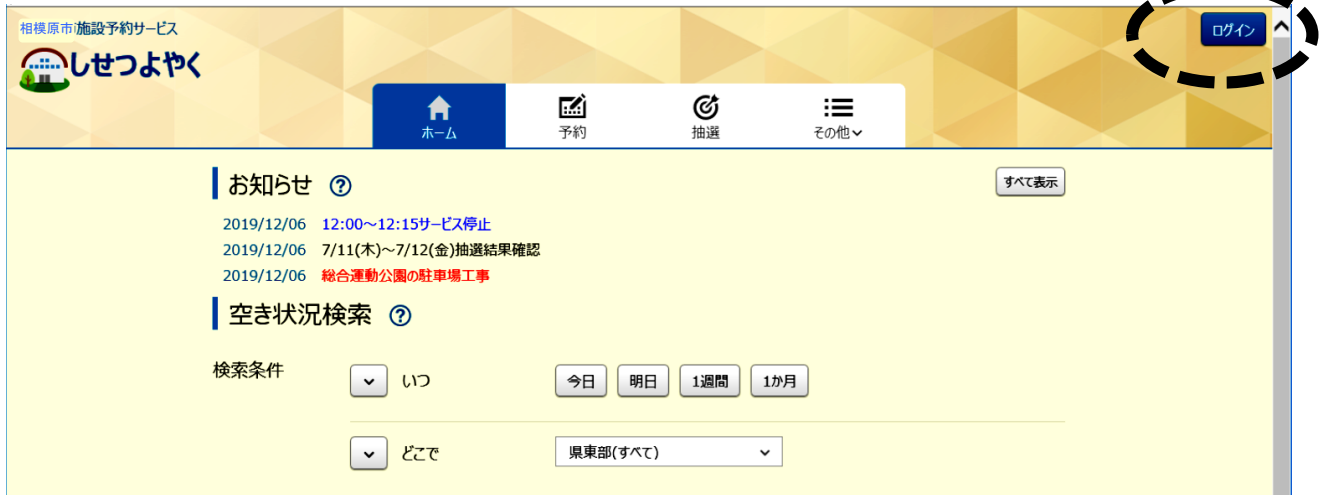 相模原市施設予約サービス
ログイン
しせつよやく
ホーム
予約
抽選
その他
お知らせ ?
すべて表示
2019/12/06 12:00～12:15サービス停止
2019/12/06 7/11(木)～7/12(金)抽選結果確認
2019/12/06 総合運動公園の駐車場工事
空き状況検索 ?
検索条件 いつ 今日 明日 1週間 1か月
どこで 県東部(すべて)